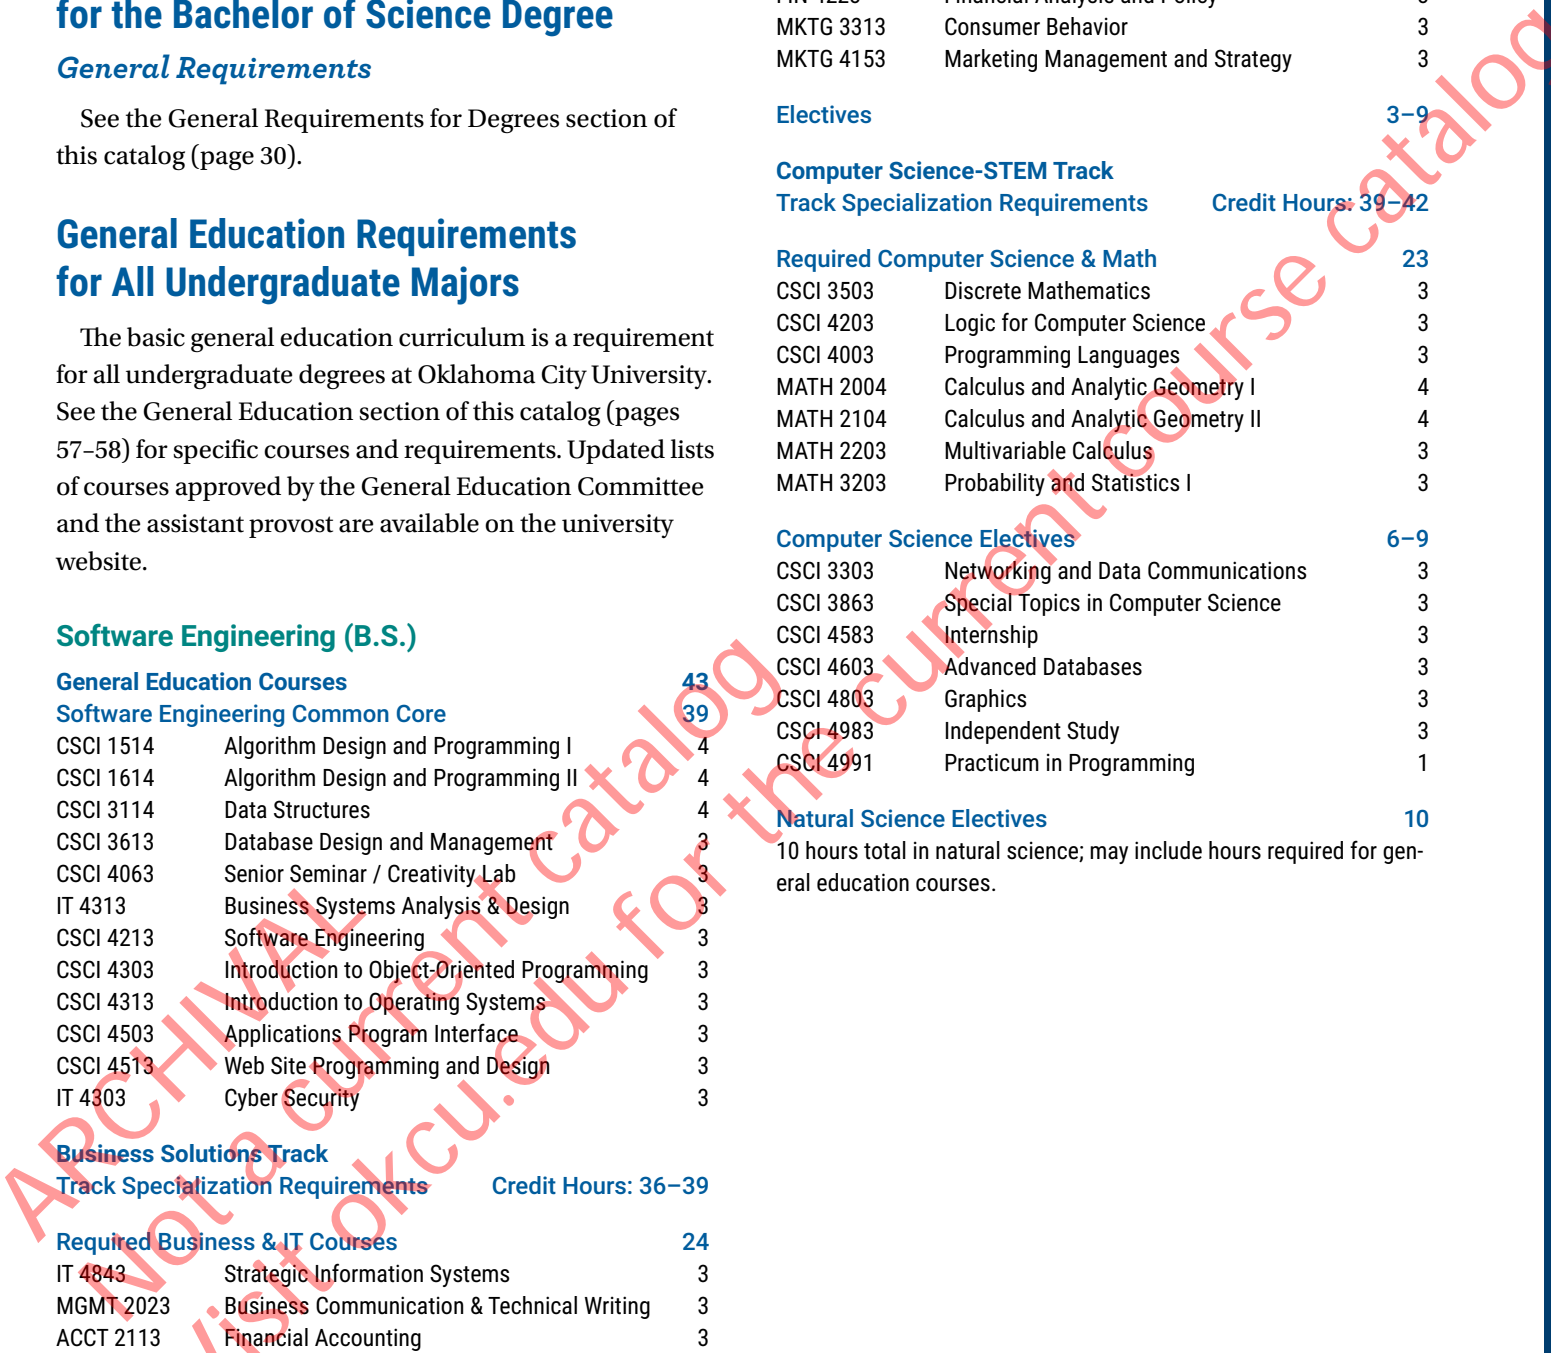 for the Bachelor of Science Degree
General Requirements
See the General Requirements for Degrees section of
this catalog (page 30).
General Education Requirements
for All Undergraduate Majors
The basic general education curriculum is a requirement
for all undergraduate degrees at Oklahoma City University.
See the General Education section of this catalog (pages
57–58) for specific courses and requirements. Updated lists
of courses approved by the General Education Committee
and the assistant provost are available on the university
website.
Software Engineering (B.S.)
General Education Courses 43
Software Engineering Common Core 39
CSCI 1514 Algorithm Design and Programming I 4
CSCI 1614 Algorithm Design and Programming II 4
CSCI 3114 Data Structures 4
CSCI 3613 Database Design and Management 3
CSCI 4063 Senior Seminar / Creativity Lab 3
IT 4313 Business Systems Analysis & Design 3
CSCI 4213 Software Engineering 3
CSCI 4303 Introduction to Object-Oriented Programming 3
CSCI 4313 Introduction to Operating Systems 3
CSCI 4503 Applications Program Interface 3
CSCI 4513 Web Site Programming and Design 3
IT 4303 Cyber Security 3
Business Solutions Track
Track Specialization Requirements Credit Hours: 36–39
Required Business & IT Courses 24
IT 4843 Strategic Information Systems 3
MGMT 2023 Business Communication & Technical Writing 3
ACCT 2113 Financial Accounting 3
MKTG 3313 Consumer Behavior 3
MKTG 4153 Marketing Management and Strategy 3
Electives 3–9
Computer Science-STEM Track
Track Specialization Requirements Credit Hours: 39–42
Required Computer Science & Math 23
CSCI 3503 Discrete Mathematics 3
CSCI 4203 Logic for Computer Science 3
CSCI 4003 Programming Languages 3
MATH 2004 Calculus and Analytic Geometry I 4
MATH 2104 Calculus and Analytic Geometry II 4
MATH 2203 Multivariable Calculus 3
MATH 3203 Probability and Statistics I 3
Computer Science Electives 6–9
CSCI 3303 Networking and Data Communications 3
CSCI 3863 Special Topics in Computer Science 3
CSCI 4583 Internship 3
CSCI 4603 Advanced Databases 3
CSCI 4803 Graphics 3
CSCI 4983 Independent Study 3
CSCI 4991 Practicum in Programming 1
Natural Science Electives 10
10 hours total in natural science; may include hours required for gen-
eral education courses.
ARCHIVAL
Not a current catalog
Visit okcu.edu for the current course catalog